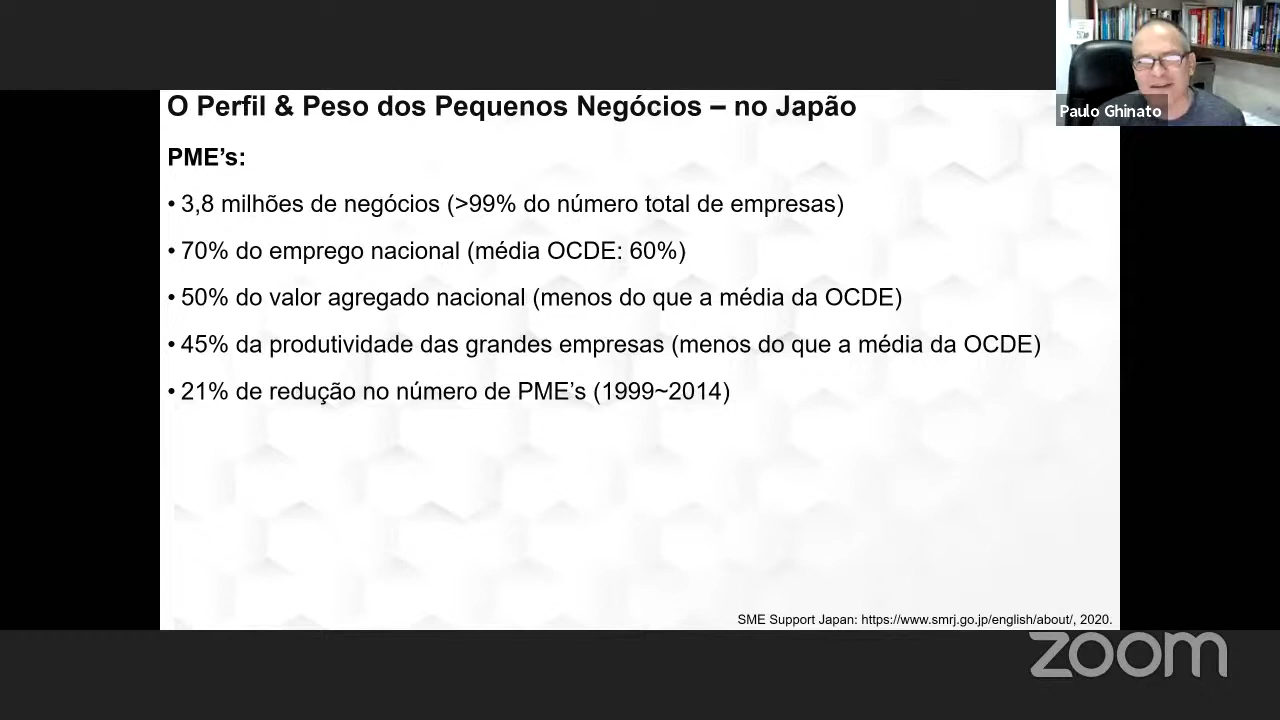 O Perfil & Peso dos Pequenos Negócios – no Japão
PME’s:
• 3,8 milhões de negócios (>99% do número total de empresas)
• 70% do emprego nacional (média OCDE: 60%)
• 50% do valor agregado nacional (menos do que a média da OCDE)
• 45% da produtividade das grandes empresas (menos do que a média da OCDE)
• 21% de redução no número de PME’s (1999~2014)
SME Support Japan: https://www.smrj.go.jp/english/about/, 2020.
Paulo Ghinato
zoom